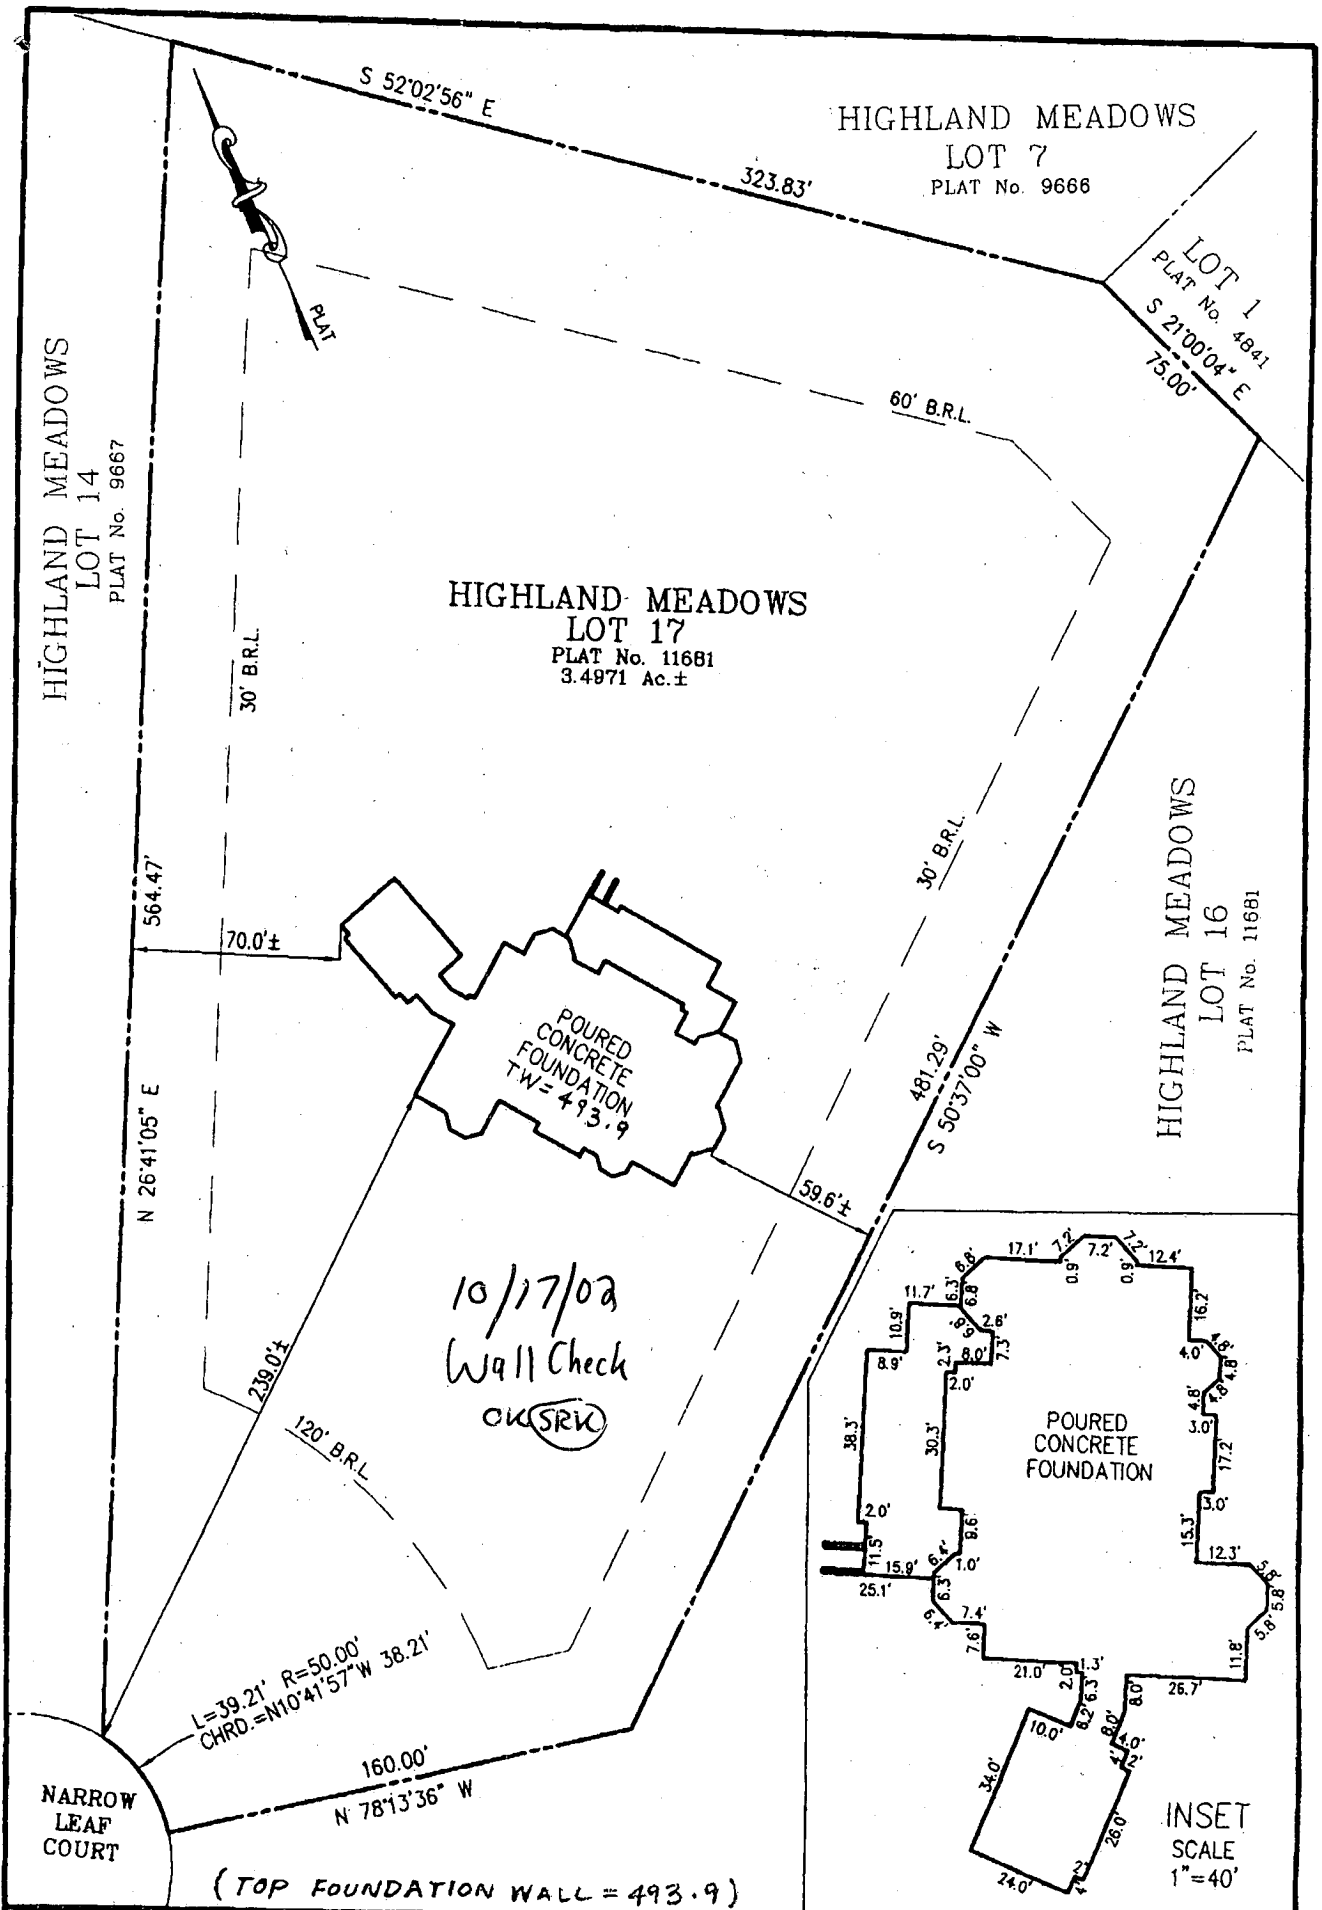 S 52°02'56" E
323.83'
HIGHLAND MEADOWS
LOT 7
PLAT No. 9666
LOT 1
PLAT No. 4841
S 21°00'04" E
75.00'
PLAT
60' B.R.L.
HIGHLAND MEADOWS
LOT 14
PLAT No. 9667
30' B.R.L.
HIGHLAND MEADOWS
LOT 17
PLAT No. 11681
3.4971 Ac.±
30' B.R.L.
HIGHLAND MEADOWS
LOT 16
PLAT No. 11681
564.47'
N 26°41'05" E
70.0'±
POURED
CONCRETE
FOUNDATION
TW= 493.9
481.29'
S 50°37'00" W
59.6'±
239.0'±
10/17/02
Wall Check
OK SRK
120' B.R.L.
L=39.21' R=50.00'
CHRD.=N10°41'57"W 38.21'
160.00'
N 78°13'36" W
NARROW
LEAF
COURT
(TOP FOUNDATION WALL = 493.9)
17.1'
7.2'
7.2'
7.2'
12.4'
0.9'
0.9'
6.8'
6.3'
6.8'
6.8'
11.7'
10.9'
8.9'
2.6'
7.3'
8.0'
2.3'
2.0'
16.2'
4.0'
4.8'
4.8'
4.8'
4.8'
3.0'
17.2'
3.0'
15.3'
12.3'
5.8'
5.8'
5.8'
11.8'
26.7'
38.3'
30.3'
POURED
CONCRETE
FOUNDATION
2.0'
11.5'
15.9'
25.1'
9.6'
1.0'
6.4'
6.3'
6.4'
7.4'
7.6'
21.0'
1.3'
2.0'
6.3'
6.2'
10.0'
8.0'
8.0'
4.0'
4'
2'
34.0'
26.0'
24.0'
2'
4'
INSET
SCALE
1"=40'